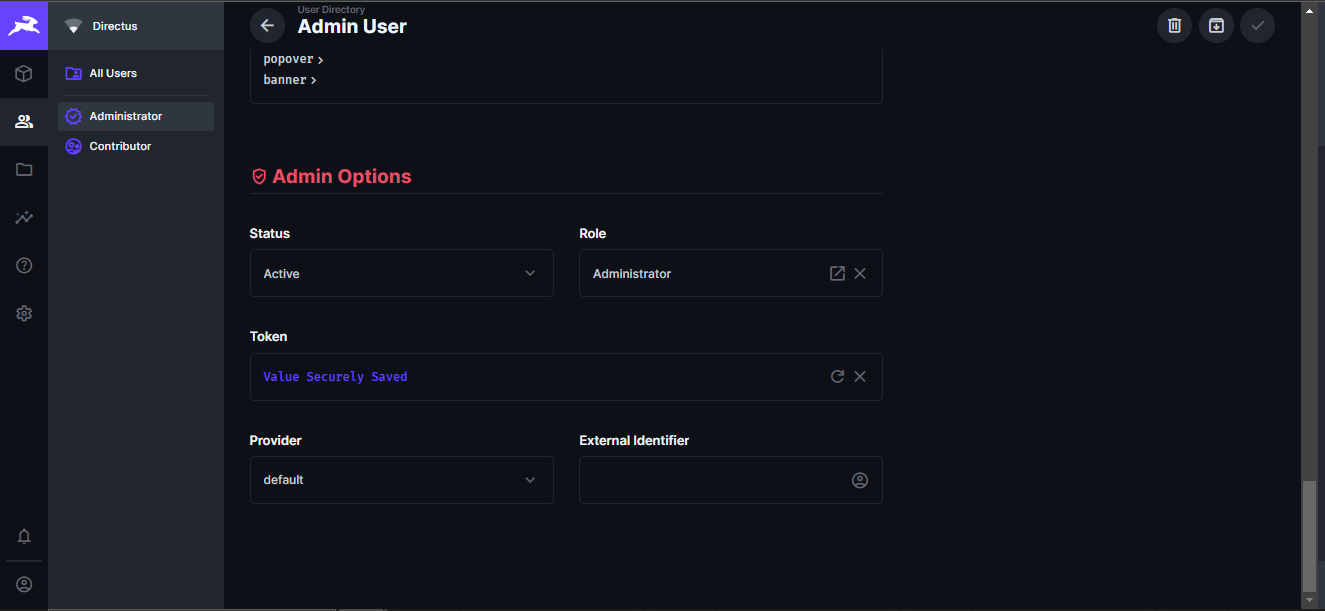 Directus
All Users
Administrator
Contributor
User Directory
Admin User
popover
banner
Admin Options
Status
Role
Active
Administrator
Token
Value Securely Saved
Provider
External Identifier
default